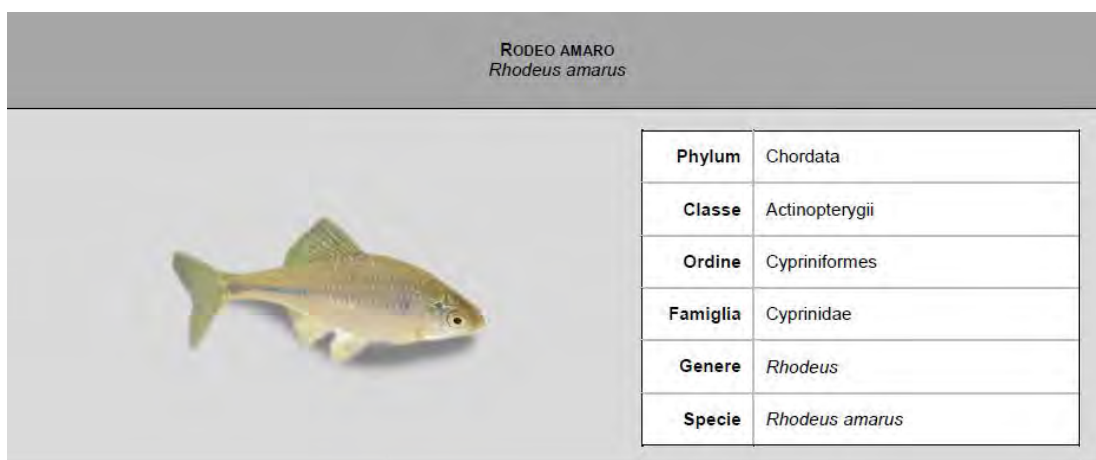 RODEO AMARO
Rhodeus amarus
Phylum Chordata
Classe Actinopterygii
Ordine Cypriniformes
Famiglia Cyprinidae
Genere Rhodeus
Specie Rhodeus amarus